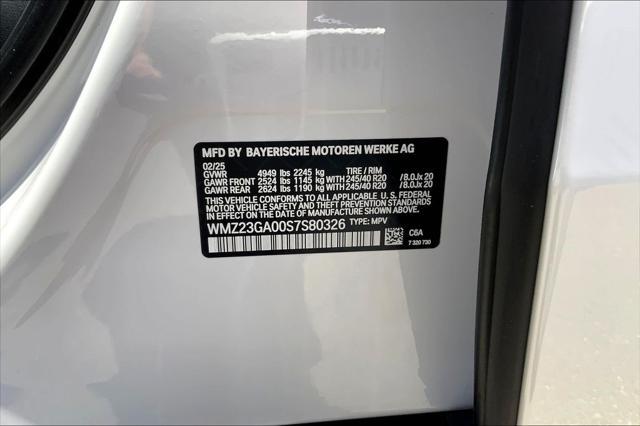 MFD BY BAYERISCHE MOTOREN WERKE AG
02/25
GVWR 4949 lbs 2245 kg TIRE / RIM
GAWR FRONT 2524 lbs 1145 kg WITH 245/40 R20 /8.0Jx 20
GAWR REAR 2624 lbs 1190 kg WITH 245/40 R20 /8.0Jx 20
THIS VEHICLE CONFORMS TO ALL APPLICABLE U. S. FEDERAL
MOTOR VEHICLE SAFETY AND THEFT PREVENTION STANDARDS
IN EFFECT ON THE DATE OF MANUFACTURE SHOWN ABOVE.
WMZ23GA00S7S80326 TYPE: MPV
C6A
7 320 730